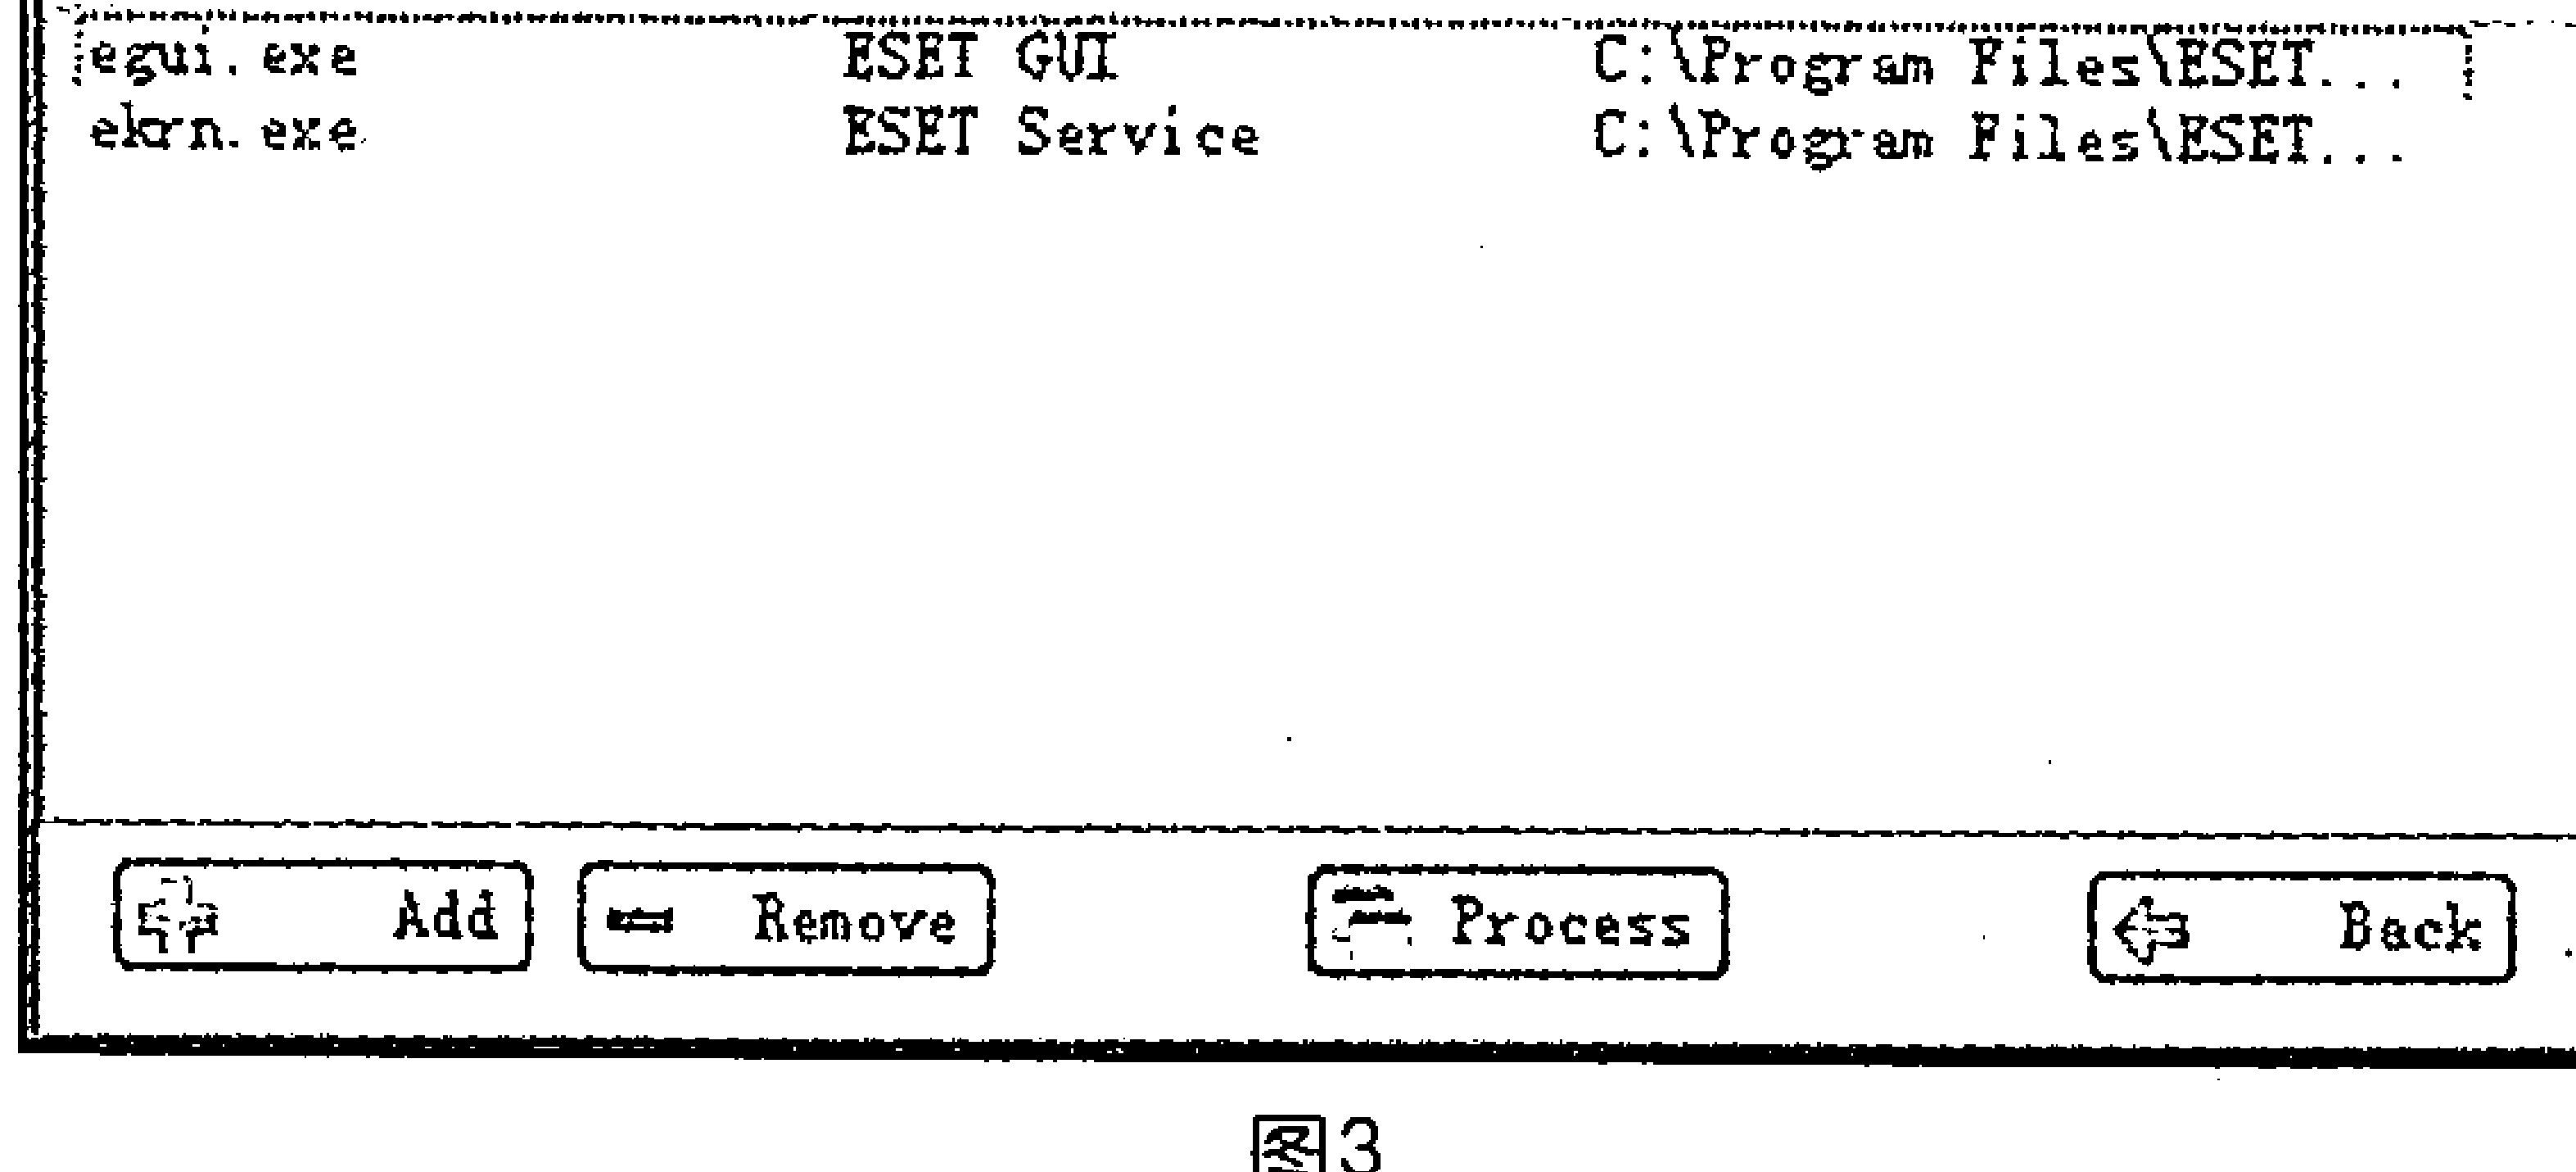 egui.exe ESET GUI C:\Program Files\ESET...
ekrn.exe ESET Service C:\Program Files\ESET...
Add Remove Process Back
图3